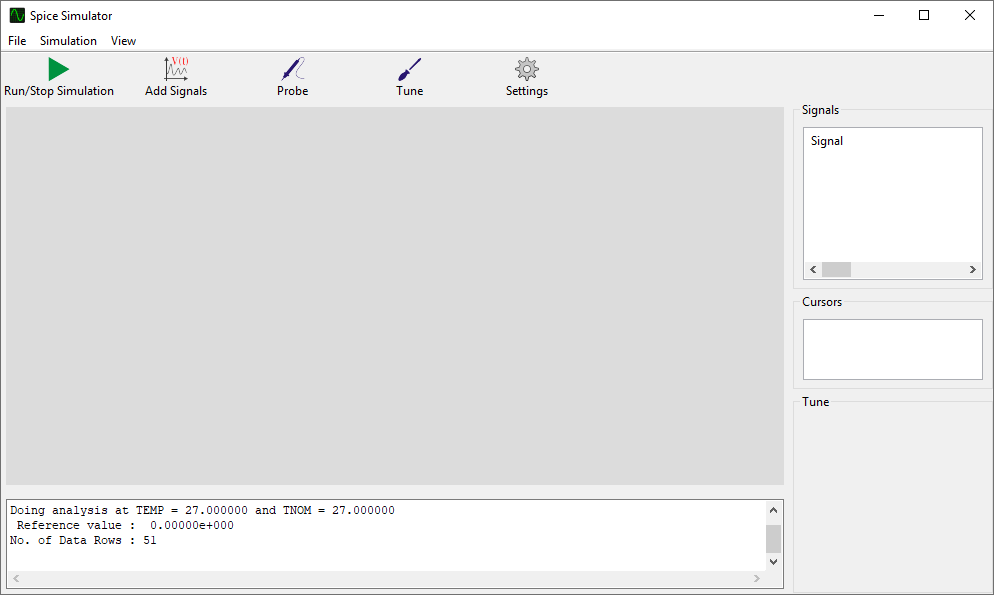 Spice Simulator
File Simulation View
V(t)
Run/Stop Simulation Add Signals Probe Tune Settings
Signals
Signal
Cursors
Tune
Doing analysis at TEMP = 27.000000 and TNOM = 27.000000
Reference value :  0.00000e+000
No. of Data Rows : 51